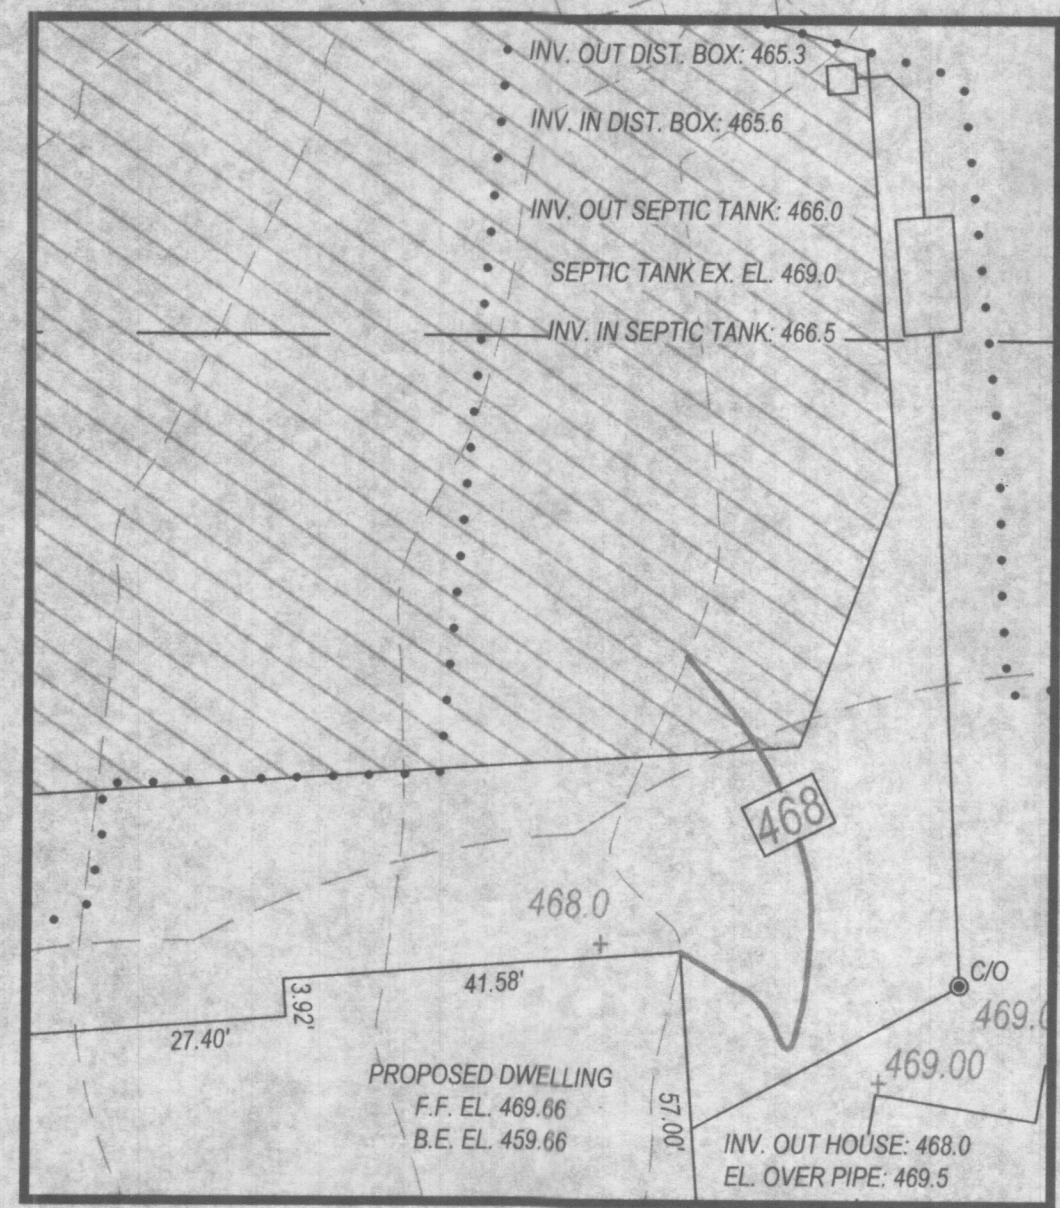 INV. OUT DIST. BOX: 465.3
INV. IN DIST. BOX: 465.6
INV. OUT SEPTIC TANK: 466.0
SEPTIC TANK EX. EL. 469.0
INV. IN SEPTIC TANK: 466.5
468
468.0
41.58'
3.92'
27.40'
C/O
469.0
469.00
PROPOSED DWELLING
F.F. EL. 469.66
B.E. EL. 459.66
57.00'
INV. OUT HOUSE: 468.0
EL. OVER PIPE: 469.5